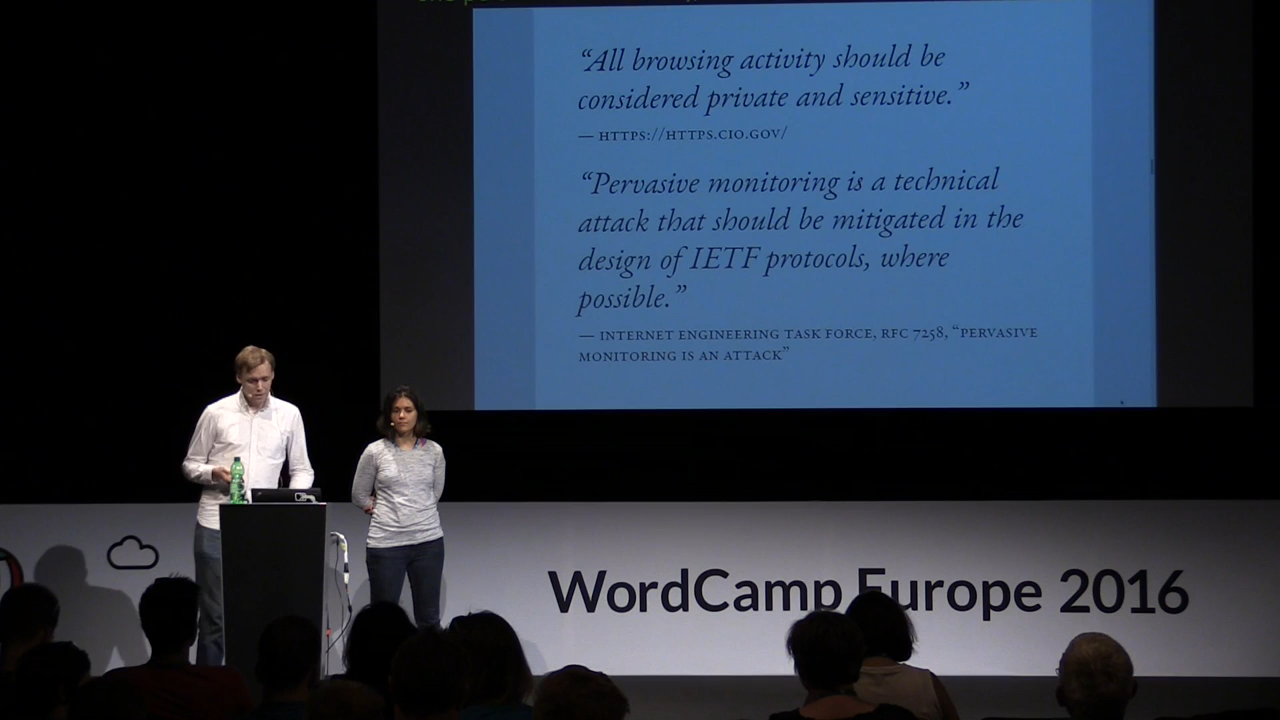 “All browsing activity should be
considered private and sensitive.”
— HTTPS://HTTPS.CIO.GOV/
“Pervasive monitoring is a technical
attack that should be mitigated in the
design of IETF protocols, where
possible.”
— INTERNET ENGINEERING TASK FORCE, RFC 7258, “PERVASIVE
MONITORING IS AN ATTACK”
WordCamp Europe 2016